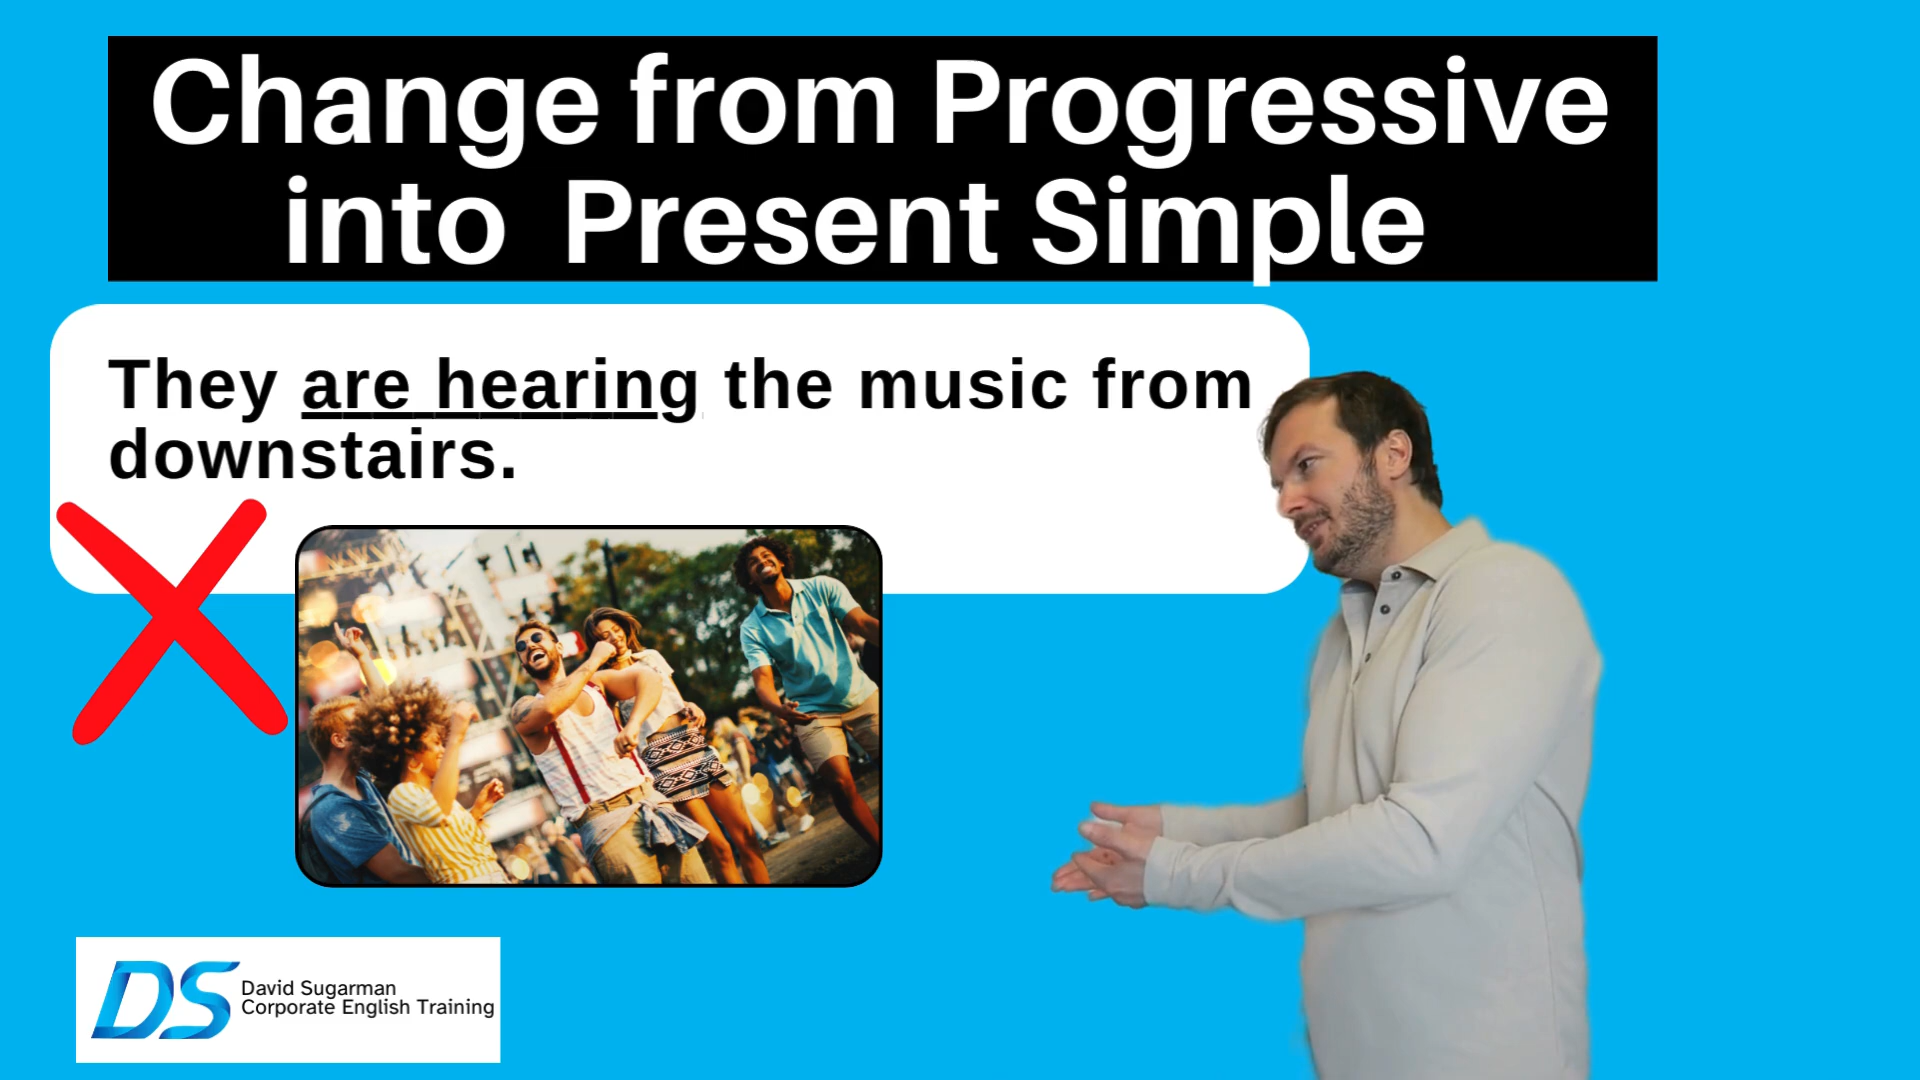 Change from Progressive
into Present Simple
They are hearing the music from
downstairs.
DS
David Sugarman
Corporate English Training